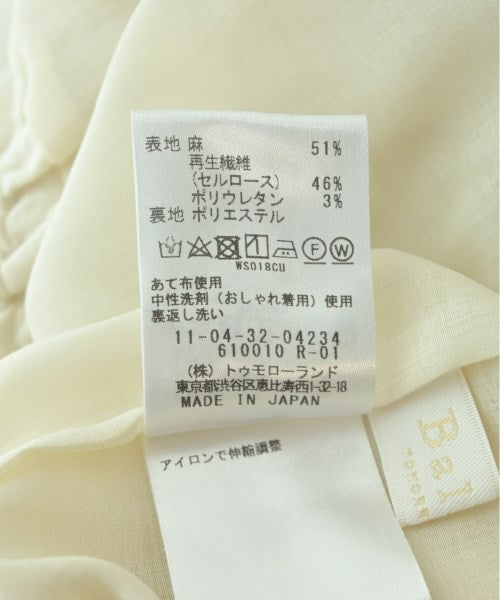 表地 麻 51%
再生繊維
(セルロース) 46%
ポリウレタン 3%
裏地 ポリエステル
F W
WS018CU
あて布使用
中性洗剤(おしゃれ着用)使用
裏返し洗い
11-04-32-04234
610010 R-01
(株)トゥモローランド
東京都渋谷区恵比寿西1-32-18
MADE IN JAPAN
アイロンで伸縮調整
Bal